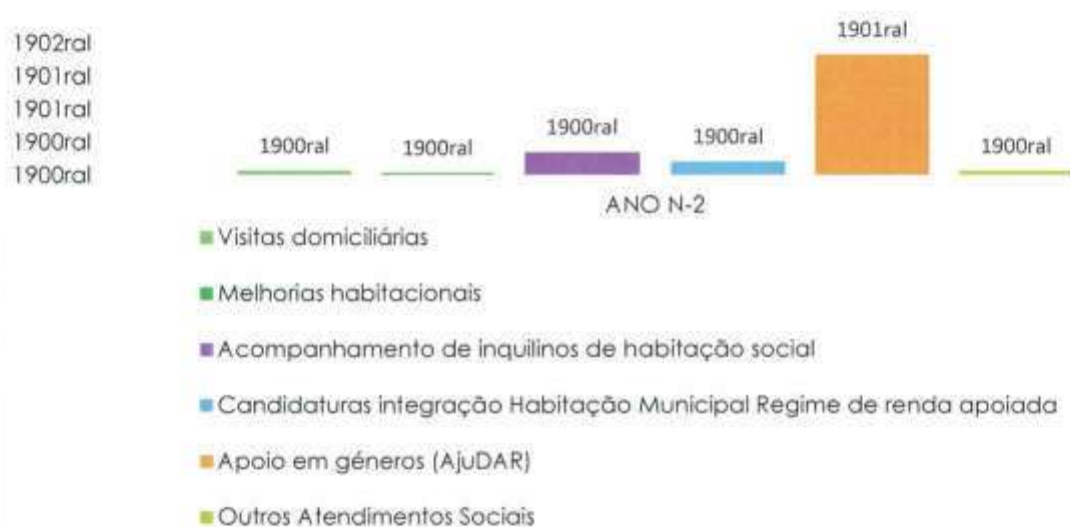 1902ral
1901ral
1901ral
1900ral
1900ral
1900ral
1900ral
1900ral
1900ral
1901ral
1900ral
ANO N-2
Visitas domiciliárias
Melhorias habitacionais
Acompanhamento de inquilinos de habitação social
Candidaturas integração Habitação Municipal Regime de renda apoiada
Apoio em géneros (AjuDAR)
Outros Atendimentos Sociais